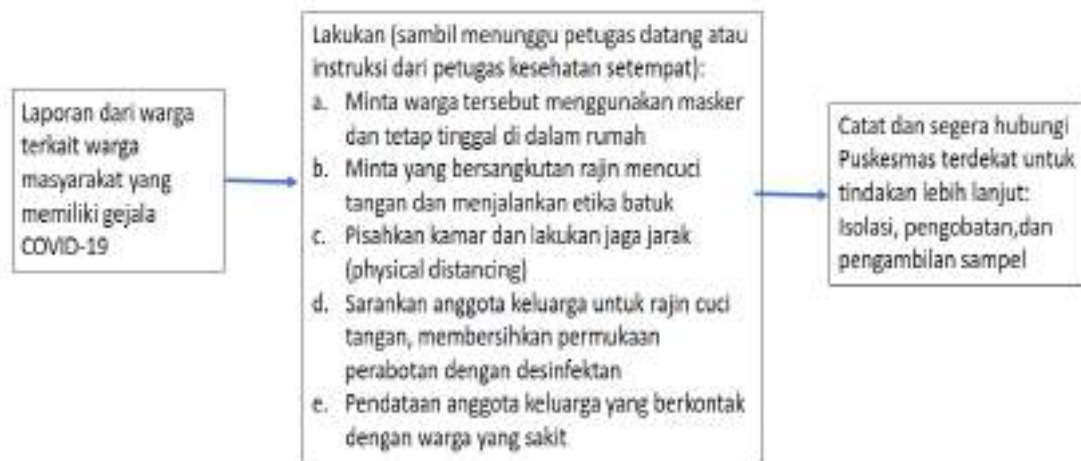 Laporan dari warga
terkait warga
masyarakat yang
memiliki gejala
COVID-19
Lakukan (sambil menunggu petugas datang atau
instruksi dari petugas kesehatan setempat):
a. Minta warga tersebut menggunakan masker
dan tetap tinggal di dalam rumah
b. Minta yang bersangkutan rajin mencuci
tangan dan menjalankan etika batuk
c. Pisahkan kamar dan lakukan jaga jarak
(physical distancing)
d. Sarankan anggota keluarga untuk rajin cuci
tangan, membersihkan permukaan
perabotan dengan desinfektan
e. Pendataan anggota keluarga yang berkontak
dengan warga yang sakit
Catat dan segera hubungi
Puskesmas terdekat untuk
tindakan lebih lanjut:
Isolasi, pengobatan,dan
pengambilan sampel